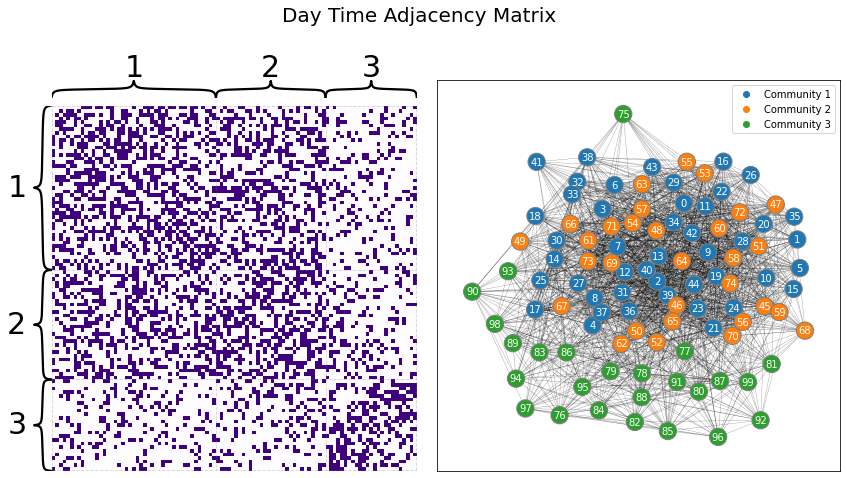 Day Time Adjacency Matrix
1 2 3
1
2
3
Community 1
Community 2
Community 3
75
41 38 43 55 16
53 26
32 6 63 29 22
33
3 57 0 11 47
18 72 35
66 71 54 48 34 42 60 20
49 30 61 7 28 51 1
14 73 69 13 64 9 58
93 12 40 5
25 27 2 44 19 74 10
90 8 31 39 15
17 67 37 36 46 23 24 45 59
98 4 50 65 21 56 68
89 62 52 70
83 86 77
79 78 81
94 95 91 80 87 99
97 84 88
76 82 85 96 92